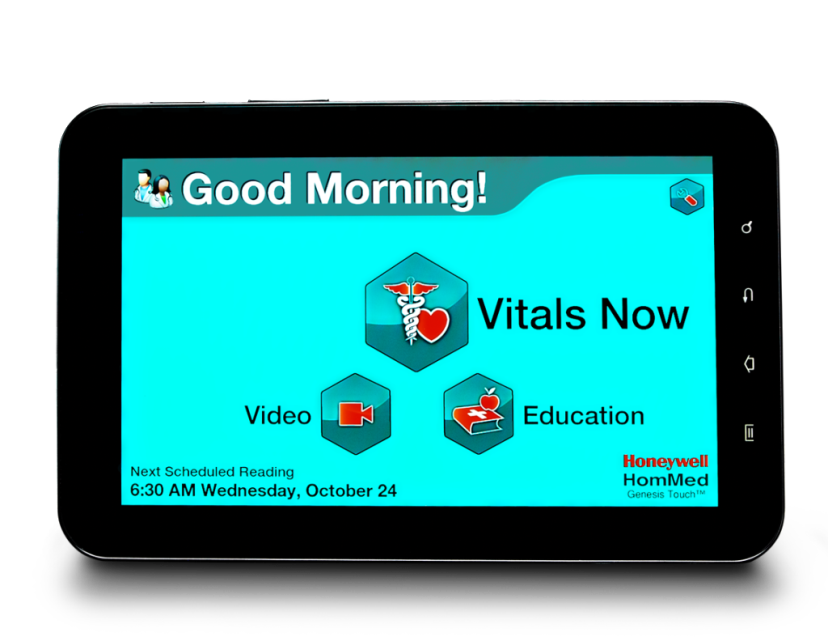 Good Morning!
Vitals Now
Video
Education
Next Scheduled Reading
6:30 AM Wednesday, October 24
Honeywell
HomMed
Genesis Touch™